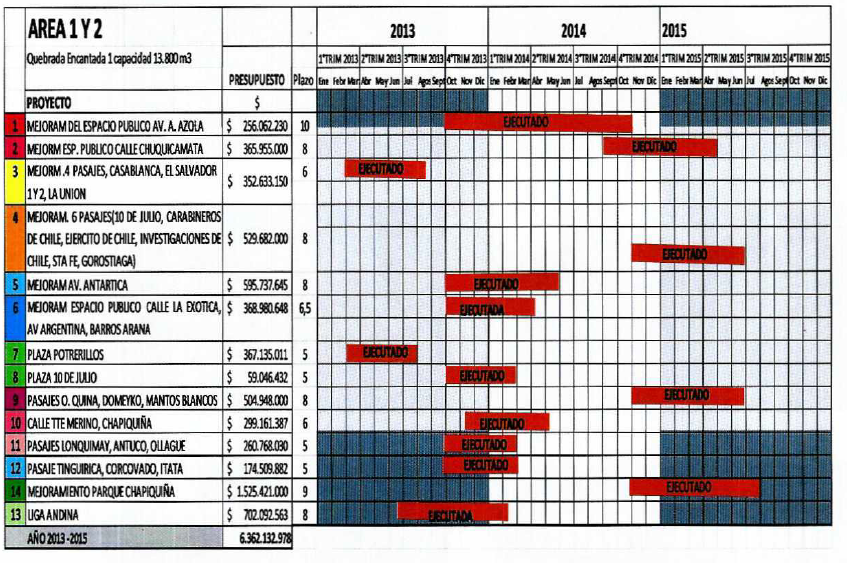 AREA 1 Y 2 2013 2014 2015
Quebrada Encantada 1 capacidad 13.800 m3 1°TRIM 2013 2°TRIM 2013 3°TRIM 2013 4°TRIM 2013 1°TRIM 2014 2°TRIM 2014 3°TRIM 2014 4°TRIM 2014 1°TRIM 2015 2°TRIM 2015 3°TRIM 2015 4°TRIM 2015
PRESUPUESTO Plazo Ene Febr Mar Abr May Jun Jul Agos Sept Oct Nov Dic Ene Febr Mar Abr May Jun Jul Agos Sept Oct Nov Dic Ene Febr Mar Abr May Jun Jul Agos Sept Oct Nov Dic
PROYECTO $
1 MEJORAM DEL ESPACIO PUBLICO AV. A. AZOLA $ 256.062.230 10 EJECUTADO
2 MEJORM ESP. PUBLICO CALLE CHUQUICAMATA $ 365.955.000 8 EJECUTADO
3 MEJORM .4 PASAJES, CASABLANCA, EL SALVADOR
1 Y 2, LA UNION $ 352.633.150 6 EJECUTADO
4 MEJORAM. 6 PASAJES(10 DE JULIO, CARABINEROS
DE CHILE, EJERCITO DE CHILE, INVESTIGACIONES DE $ 529.682.000 8
CHILE, STA FE, GOROSTIAGA) EJECUTADO
5 MEJORAM AV. ANTARTICA $ 595.737.645 8 EJECUTADO
6 MEJORAM ESPACIO PUBLICO CALLE LA EXOTICA, $ 368.980.648 6,5 EJECUTADA
AV ARGENTINA, BARROS ARANA
7 PLAZA POTRERILLOS $ 367.135.011 5 EJECUTADO
8 PLAZA 10 DE JULIO $ 59.046.432 5 EJECUTADO
9 PASAJES O. QUINA, DOMEYKO, MANTOS BLANCOS $ 504.948.000 8 EJECUTADO
10 CALLE TTE MERINO, CHAPIQUIÑA $ 299.161.387 6 EJECUTADO
11 PASAJES LONQUIMAY, ANTUCO, OLLAGUE $ 260.768.030 5 EJECUTADO
12 PASAJE TINGUIRICA, CORCOVADO, ITATA $ 174.509.882 5 EJECUTADO
14 MEJORAMIENTO PARQUE CHAPIQUIÑA $ 1.525.421.000 9 EJECUTADO
13 LIGA ANDINA $ 702.092.563 8 EJECUTADA
AÑO 2013 -2015 6.362.132.978